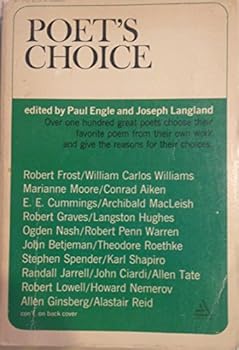 POET'S
CHOICE
edited by Paul Engle and Joseph Langland
Over one hundred great poets choose their
favorite poem from their own work
and give the reasons for their choices.
Robert Frost/William Carlos Williams
Marianne Moore/Conrad Aiken
E. E. Cummings/Archibald MacLeish
Robert Graves/Langston Hughes
Ogden Nash/Robert Penn Warren
John Betjeman/Theodore Roethke
Stephen Spender/Karl Shapiro
Randall Jarrell/John Ciardi/Allen Tate
Robert Lowell/Howard Nemerov
Allen Ginsberg/Alastair Reid
con't on back cover